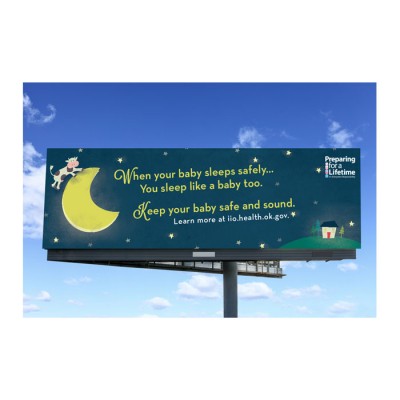 When your baby sleeps safely...
You sleep like a baby too.
Keep your baby safe and sound.
Learn more at iio.health.ok.gov.
Preparing
for a
Lifetime